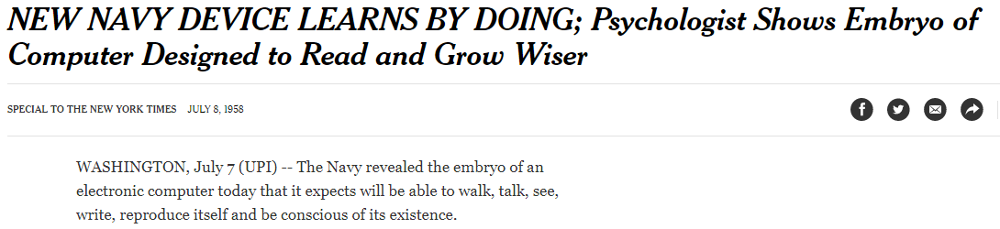 NEW NAVY DEVICE LEARNS BY DOING; Psychologist Shows Embryo of
Computer Designed to Read and Grow Wiser
SPECIAL TO THE NEW YORK TIMES JULY 8, 1958
WASHINGTON, July 7 (UPI) -- The Navy revealed the embryo of an
electronic computer today that it expects will be able to walk, talk, see,
write, reproduce itself and be conscious of its existence.